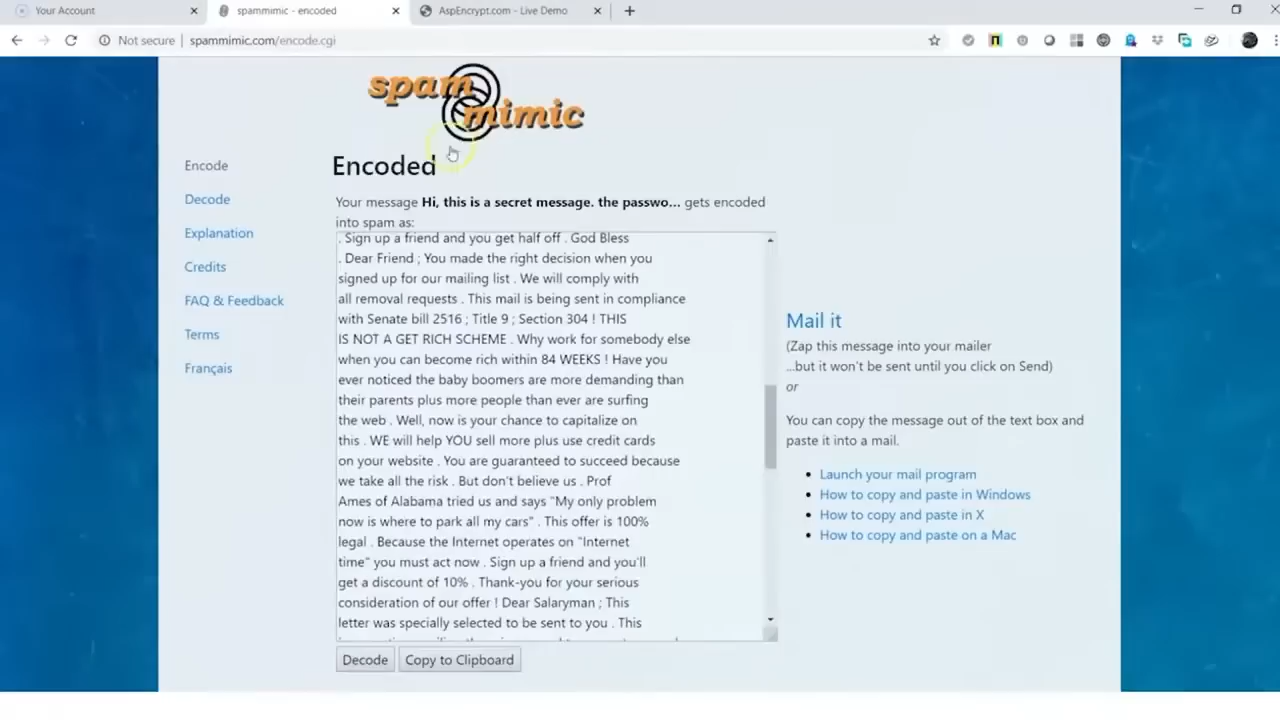 Your Account
spammimic - encoded
AspEncrypt.com - Live Demo
Not secure | spammimic.com/encode.cgi
spam
mimic
Encode
Decode
Explanation
Credits
FAQ & Feedback
Terms
Français
Encoded
Your message Hi, this is a secret message. the passwo... gets encoded
into spam as:
. Sign up a friend and you get half off . God Bless
. Dear Friend ; You made the right decision when you
signed up for our mailing list . We will comply with
all removal requests . This mail is being sent in compliance
with Senate bill 2516 ; Title 9 ; Section 304 ! THIS
IS NOT A GET RICH SCHEME . Why work for somebody else
when you can become rich within 84 WEEKS ! Have you
ever noticed the baby boomers are more demanding than
their parents plus more people than ever are surfing
the web . Well, now is your chance to capitalize on
this . WE will help YOU sell more plus use credit cards
on your website . You are guaranteed to succeed because
we take all the risk . But don't believe us . Prof
Ames of Alabama tried us and says "My only problem
now is where to park all my cars" . This offer is 100%
legal . Because the Internet operates on "Internet
time" you must act now . Sign up a friend and you'll
get a discount of 10% . Thank-you for your serious
consideration of our offer ! Dear Salaryman ; This
letter was specially selected to be sent to you . This
Decode
Copy to Clipboard
Mail it
(Zap this message into your mailer
...but it won't be sent until you click on Send)
or
You can copy the message out of the text box and
paste it into a mail.
Launch your mail program
How to copy and paste in Windows
How to copy and paste in X
How to copy and paste on a Mac